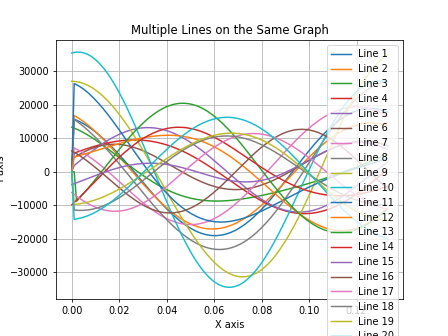 Multiple Lines on the Same Graph
30000
20000
10000
0
−10000
−20000
−30000
0.00 0.02 0.04 0.06 0.08 0.10
X axis
Line 1
Line 2
Line 3
Line 4
Line 5
Line 6
Line 7
Line 8
Line 9
Line 10
Line 11
Line 12
Line 13
Line 14
Line 15
Line 16
Line 17
Line 18
Line 19